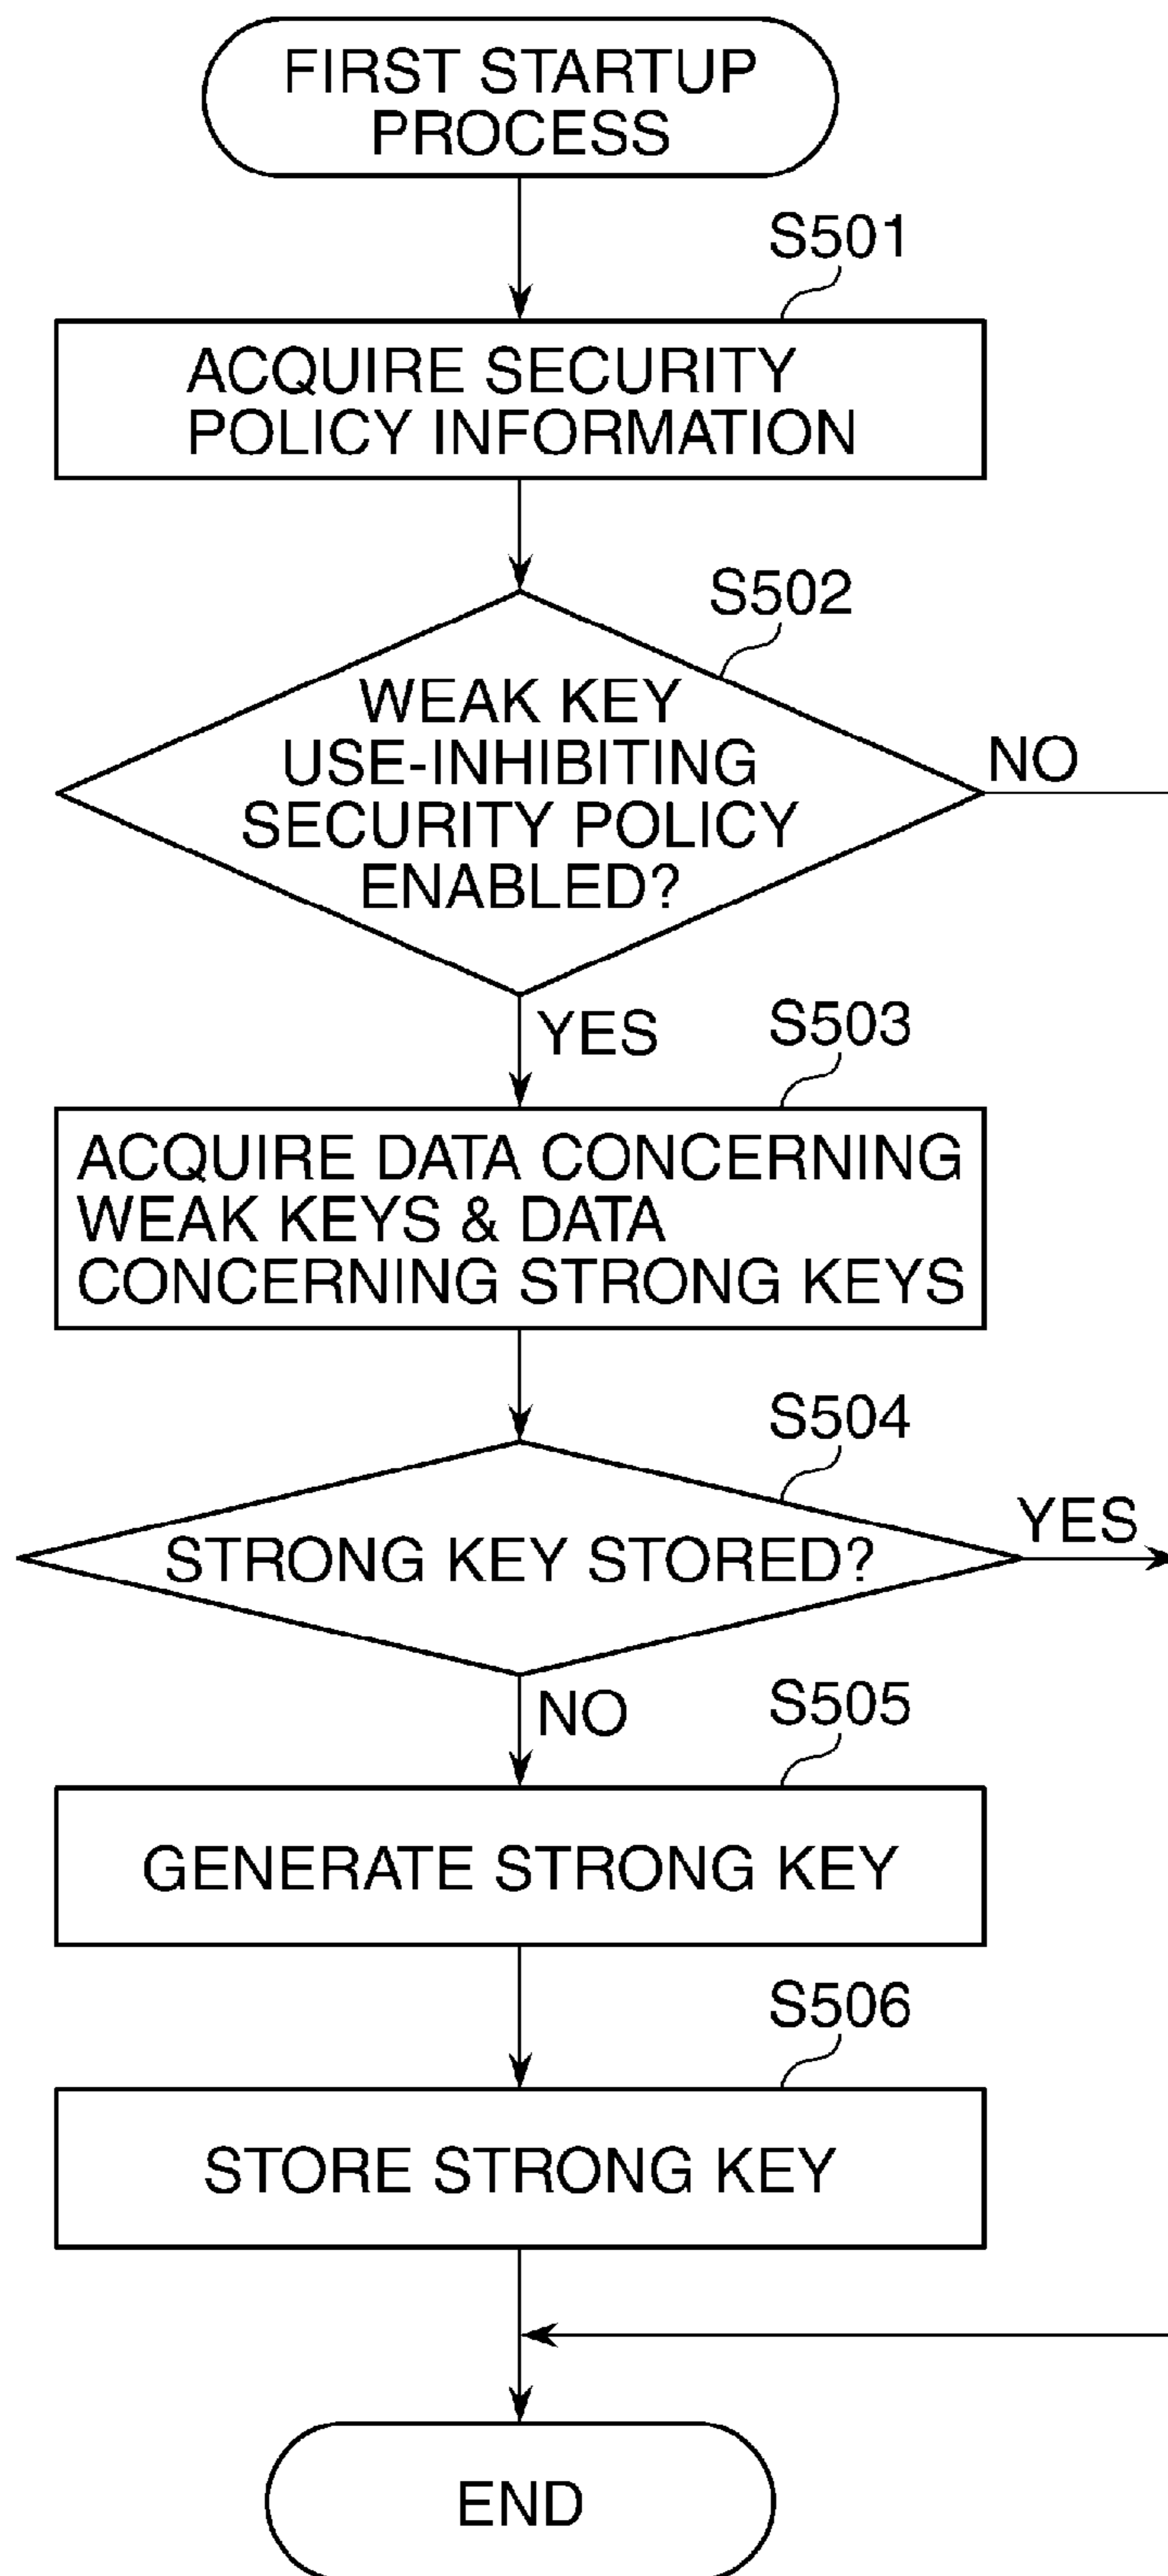 FIRST STARTUP
PROCESS
S501
ACQUIRE SECURITY
POLICY INFORMATION
S502
WEAK KEY
USE-INHIBITING
SECURITY POLICY
ENABLED?
NO
YES
S503
ACQUIRE DATA CONCERNING
WEAK KEYS & DATA
CONCERNING STRONG KEYS
S504
STRONG KEY STORED?
YES
NO
S505
GENERATE STRONG KEY
S506
STORE STRONG KEY
END